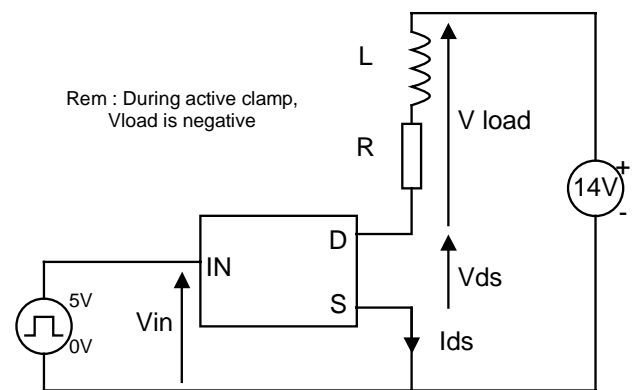 L
Rem : During active clamp,
Vload is negative
V load
R
14V
+
-
D
IN
Vds
S
5V
0V
Vin
Ids